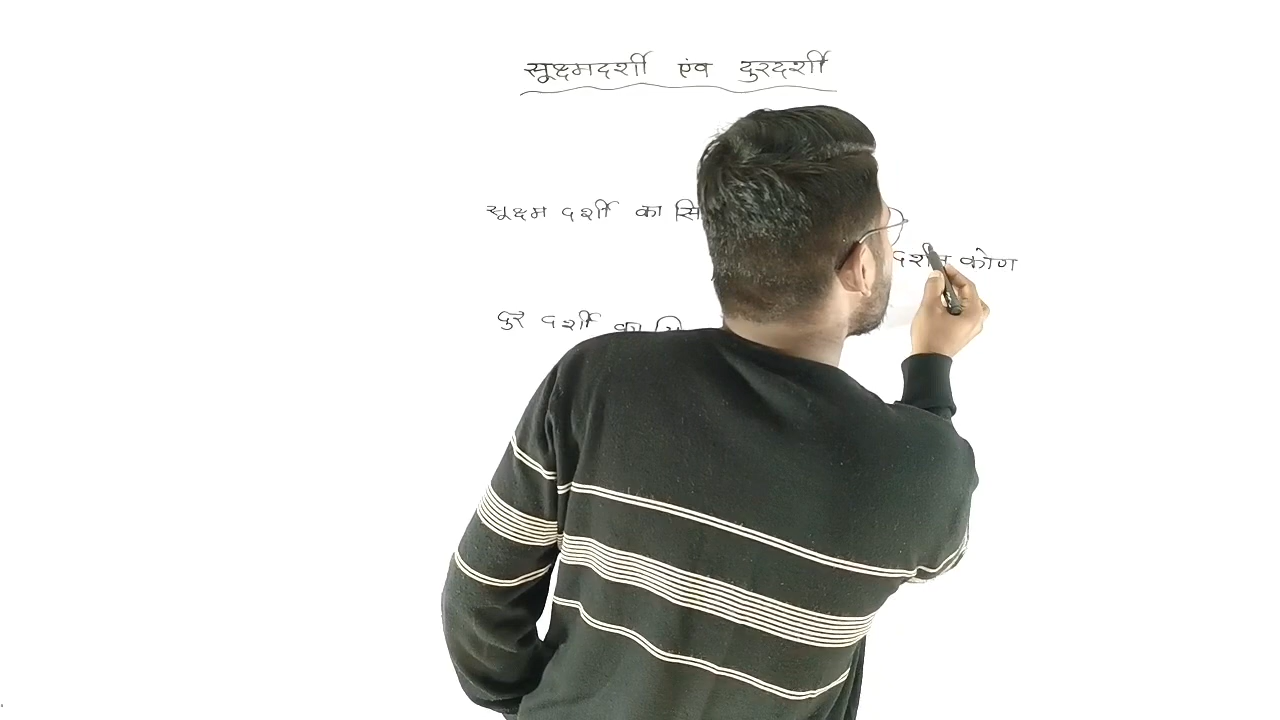 सूक्ष्मदर्शी एंव दुरदर्शी
सूक्ष्म दर्शी का सि
दर्शन कोण
दुर दर्शी का सि